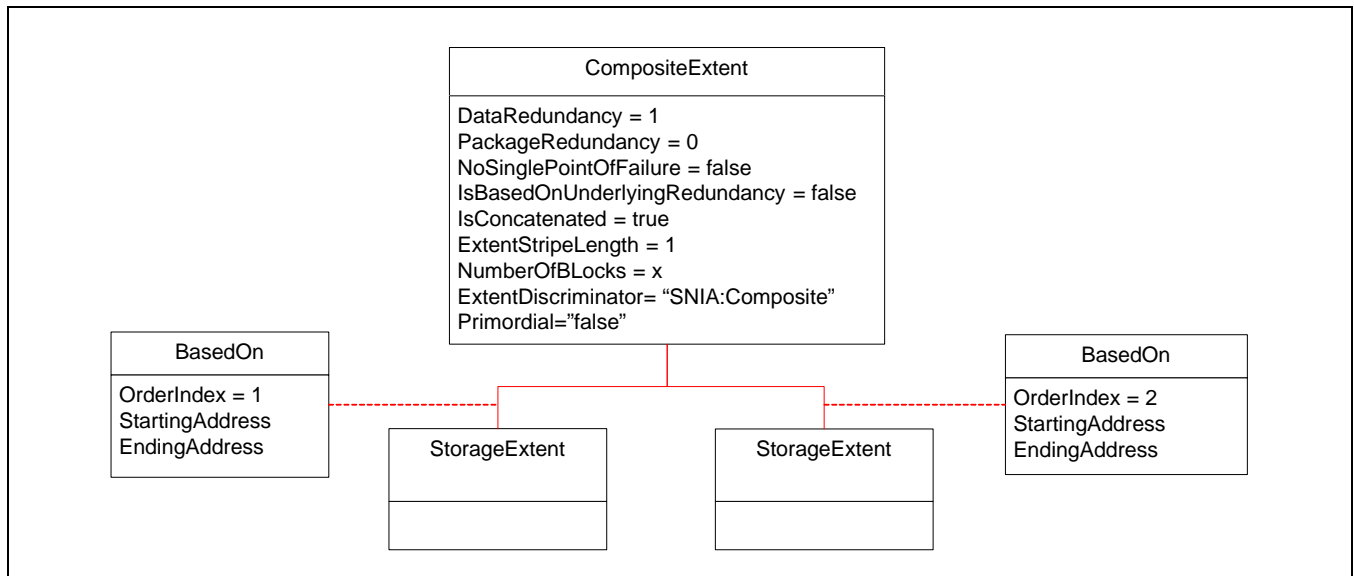 CompositeExtent
DataRedundancy = 1
PackageRedundancy = 0
NoSinglePointOfFailure = false
IsBasedOnUnderlyingRedundancy = false
IsConcatenated = true
ExtentStripeLength = 1
NumberOfBLocks = x
ExtentDiscriminator= “SNIA:Composite”
Primordial=”false”
BasedOn
OrderIndex = 1
StartingAddress
EndingAddress
BasedOn
OrderIndex = 2
StartingAddress
EndingAddress
StorageExtent
StorageExtent